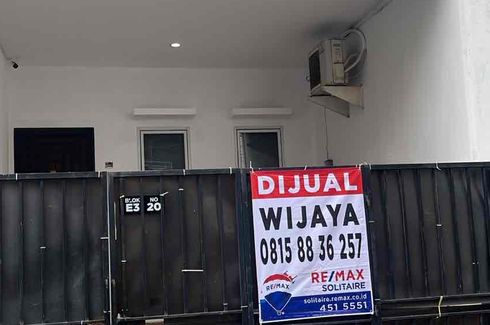 BLOK
E3
NO
20
DIJUAL
WIJAYA
0815 88 36 257
RE/MAX
RE/MAX
SOLITAIRE
solitaire.remax.co.id
451 5551